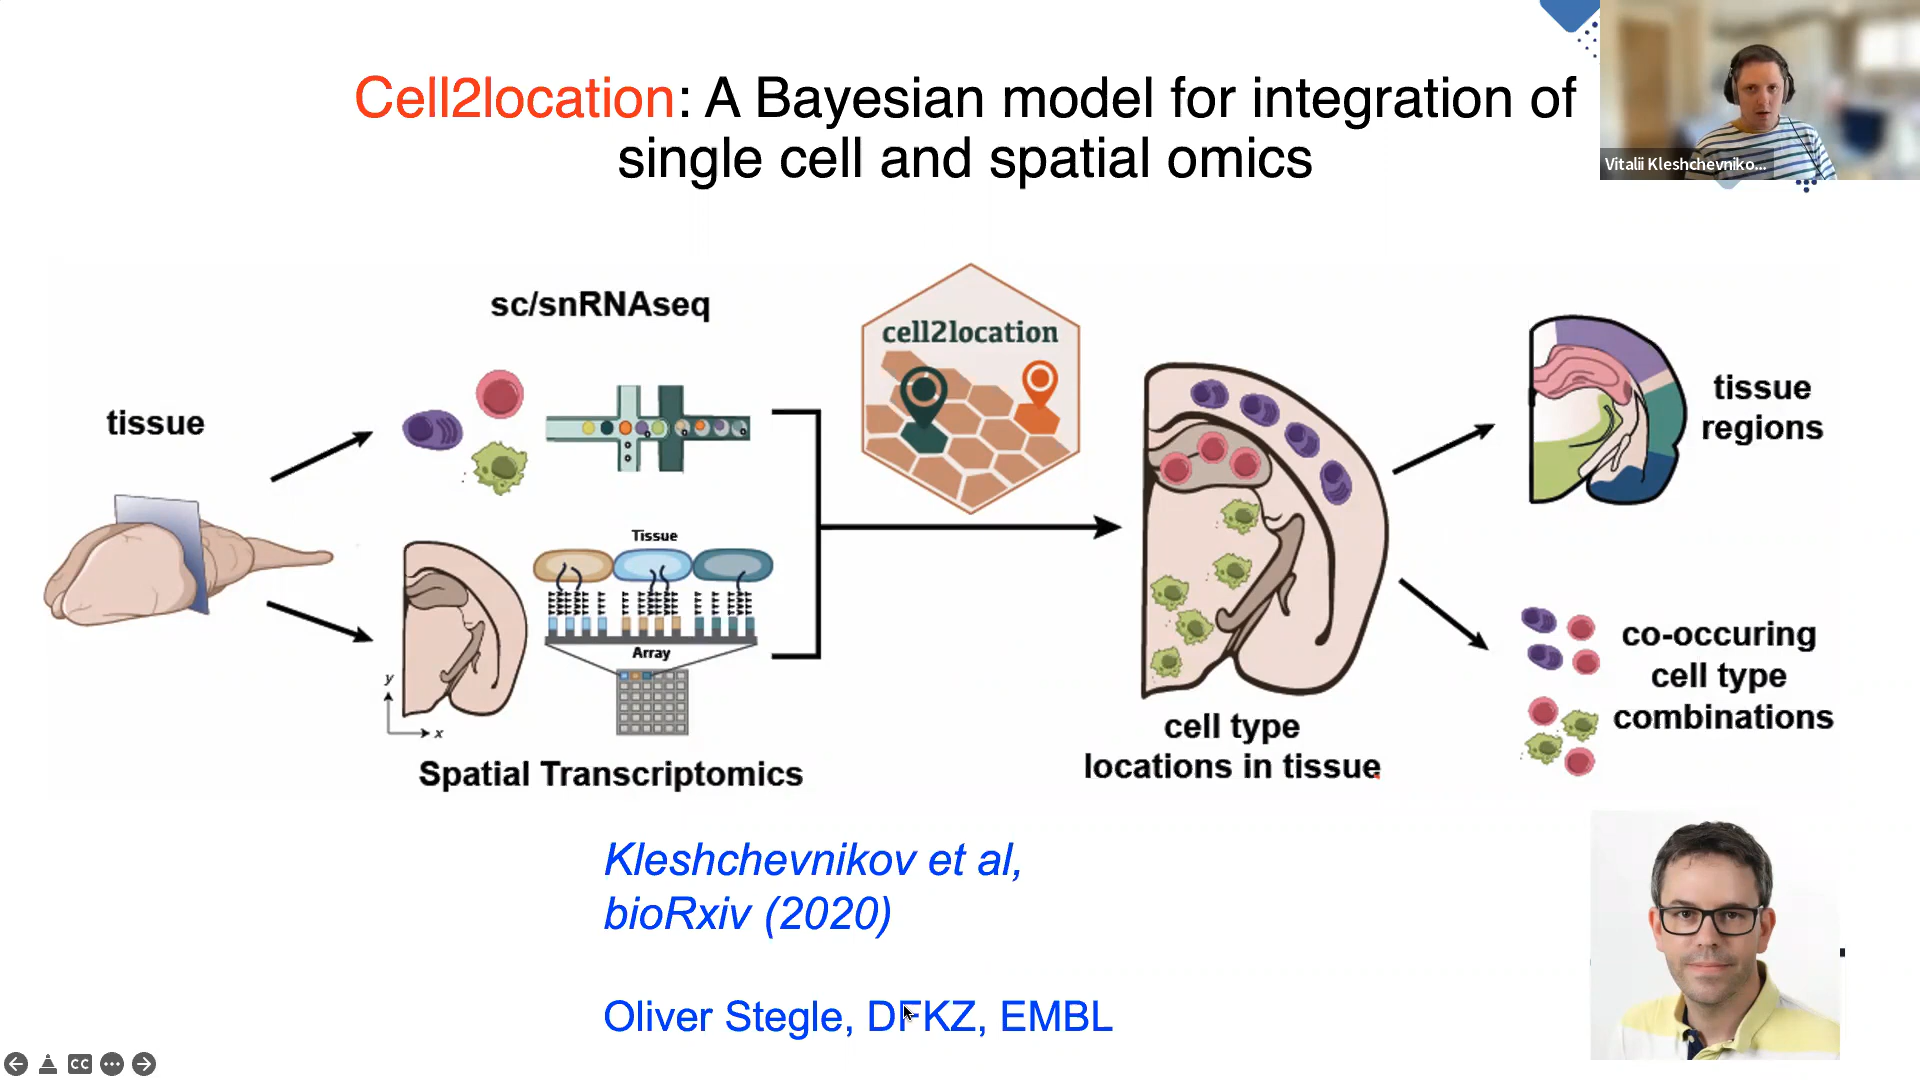 Cell2location: A Bayesian model for integration of
single cell and spatial omics
Vitalii Kleshchevniko...
sc/snRNAseq
cell2location
tissue
tissue
regions
Tissue
Array
y
x
co-occuring
cell type
combinations
cell type
locations in tissue
Spatial Transcriptomics
Kleshchevnikov et al,
bioRxiv (2020)
Oliver Stegle, DFKZ, EMBL
CC